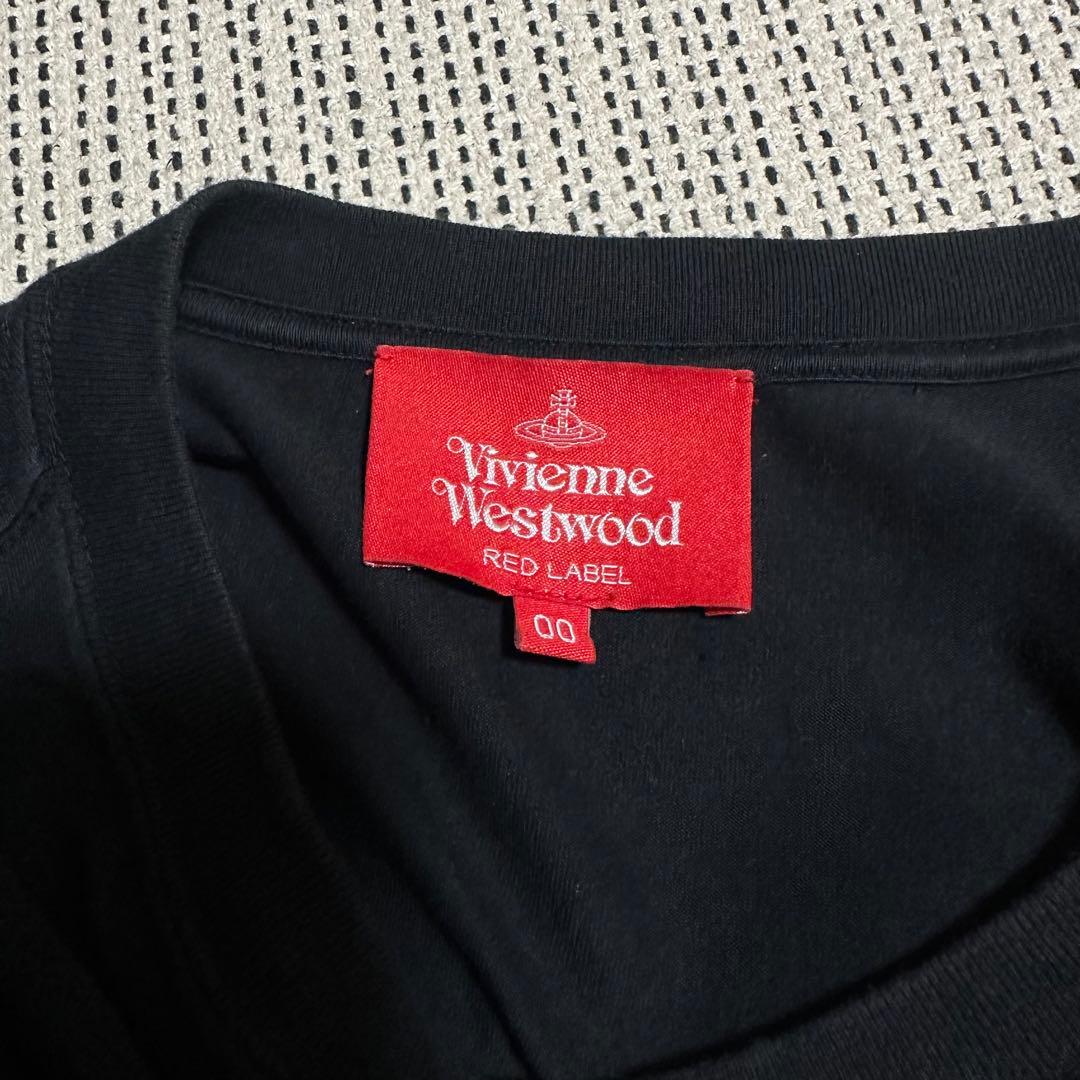 Vivienne
Westwood
RED LABEL
00